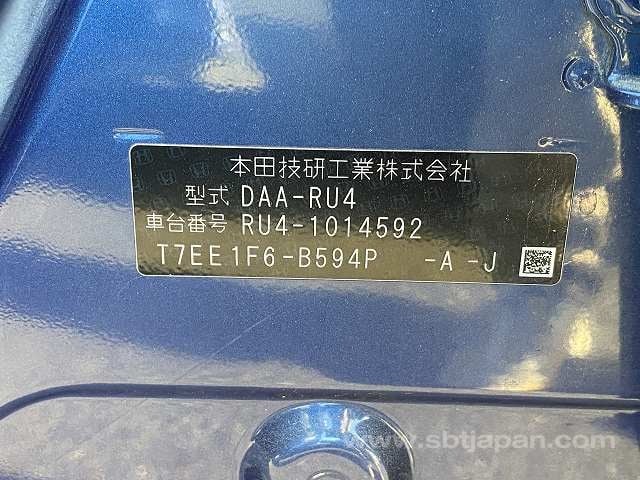 本田技研工業株式会社
型式 DAA-RU4
車台番号 RU4-1014592
T7EE1F6-B594P -A -J
www.sbtjapan.com